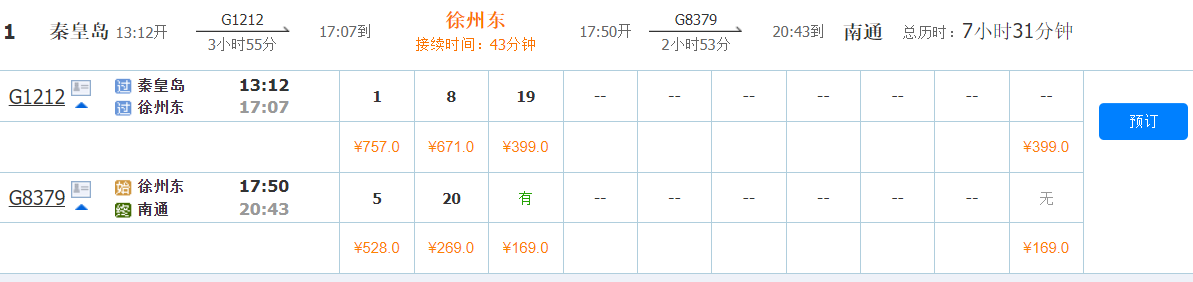 1 秦皇岛 13:12开 G1212 3小时55分 17:07到 徐州东 接续时间：43分钟 17:50开 G8379 2小时53分 20:43到 南通 总历时：7小时31分钟
G1212 过 秦皇岛 13:12 1 8 19 -- -- -- -- -- -- -- 预订
过 徐州东 17:07
¥757.0 ¥671.0 ¥399.0 ¥399.0
G8379 始 徐州东 17:50 5 20 有 -- -- -- -- -- -- 无
终 南通 20:43
¥528.0 ¥269.0 ¥169.0 ¥169.0